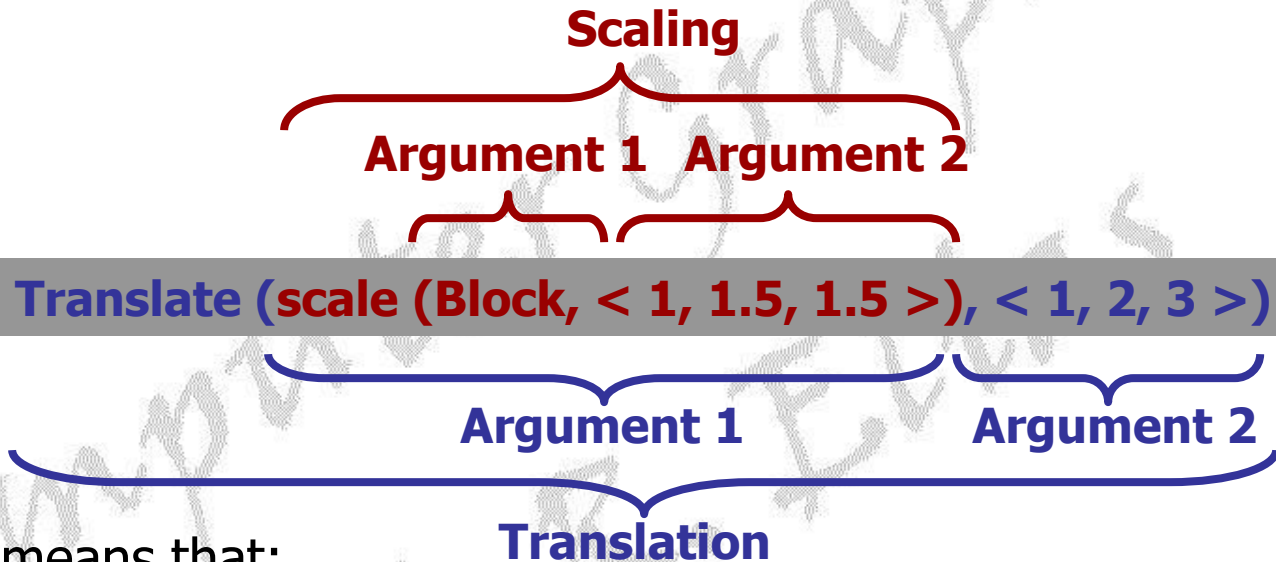 Scaling
Argument 1 Argument 2
Translate (scale (Block, < 1, 1.5, 1.5 >), < 1, 2, 3 >)
Argument 1 Argument 2
Translation
means that: